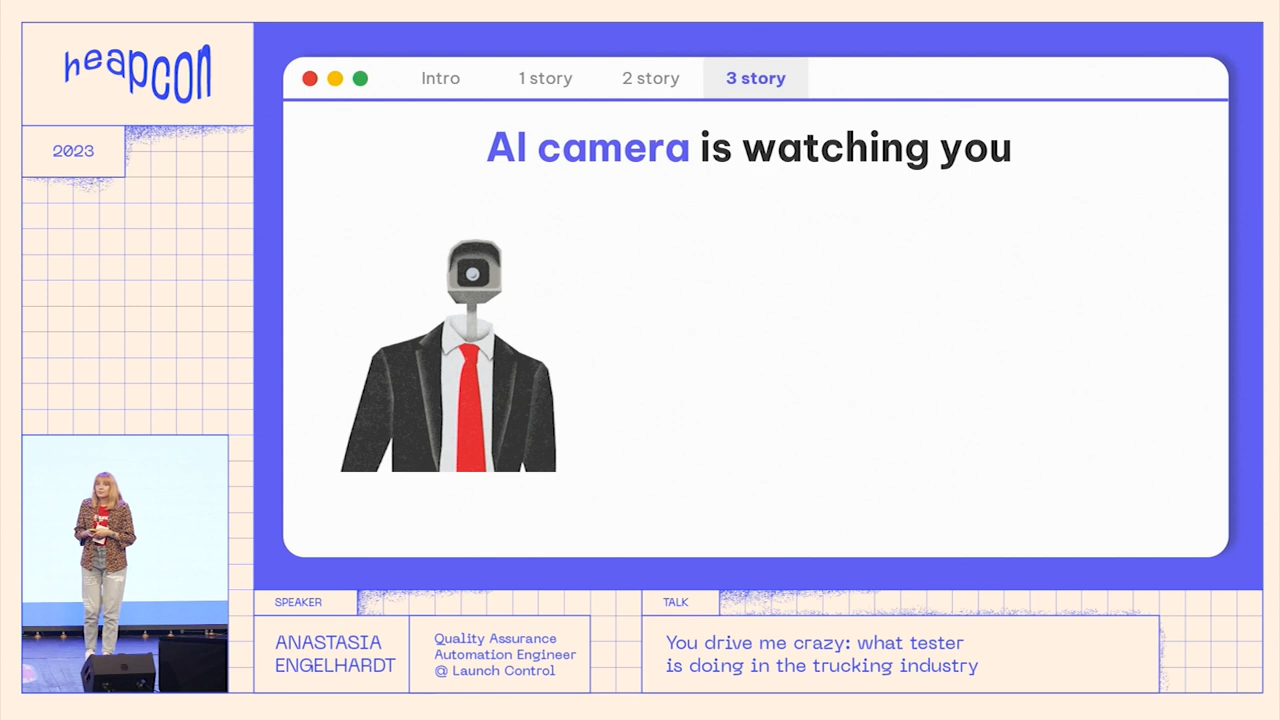 heapcon
2023
Intro
1 story
2 story
3 story
AI camera is watching you
SPEAKER
ANASTASIA
ENGELHARDT
Quality Assurance
Automation Engineer
@ Launch Control
TALK
You drive me crazy: what tester
is doing in the trucking industry